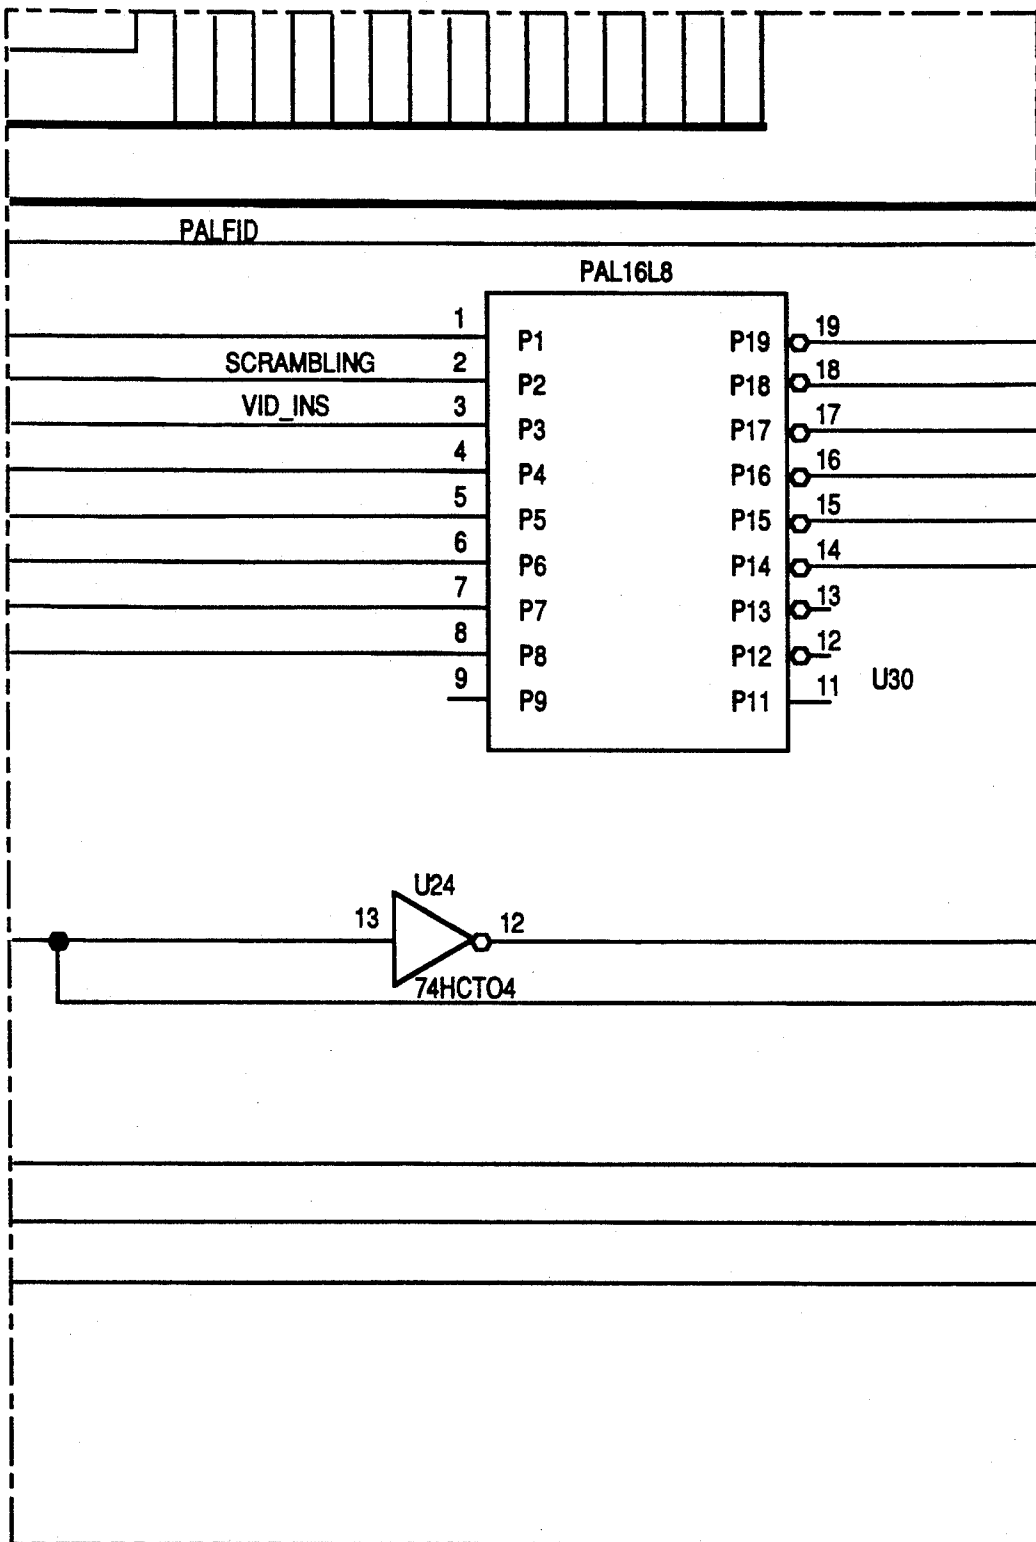 PALFID
PAL16L8
1 P1 P19 19
SCRAMBLING 2 P2 P18 18
VID_INS 3 P3 P17 17
4 P4 P16 16
5 P5 P15 15
6 P6 P14 14
7 P7 P13 13
8 P8 P12 12
9 P9 P11 11 U30
U24
13 12
74HCTO4